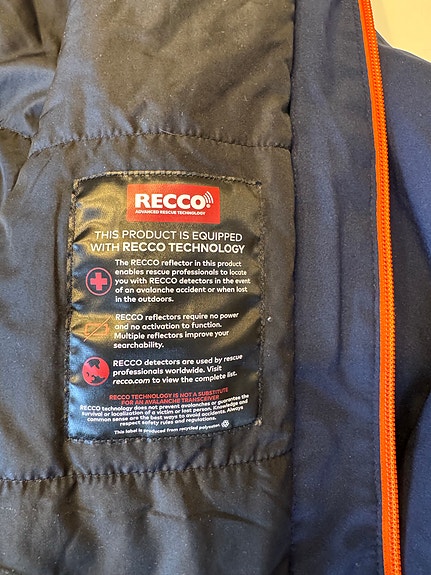 RECCO
ADVANCED RESCUE TECHNOLOGY
THIS PRODUCT IS EQUIPPED
WITH RECCO TECHNOLOGY
The RECCO reflector in this product
enables rescue professionals to locate
you with RECCO detectors in the event
of an avalanche accident or when lost
in the outdoors.
RECCO reflectors require no power
and no activation to function.
Multiple reflectors improve your
searchability.
RECCO detectors are used by rescue
professionals worldwide. Visit
recco.com to view the complete list.
RECCO TECHNOLOGY IS NOT A SUBSTITUTE
FOR AN AVALANCHE TRANSCEIVER
RECCO technology does not prevent avalanches or guarantee the
survival or localization of a victim or lost person. Knowledge and
common sense are the best ways to avoid accidents. Always
respect safety rules and regulations.
This label is produced from recycled polyester.